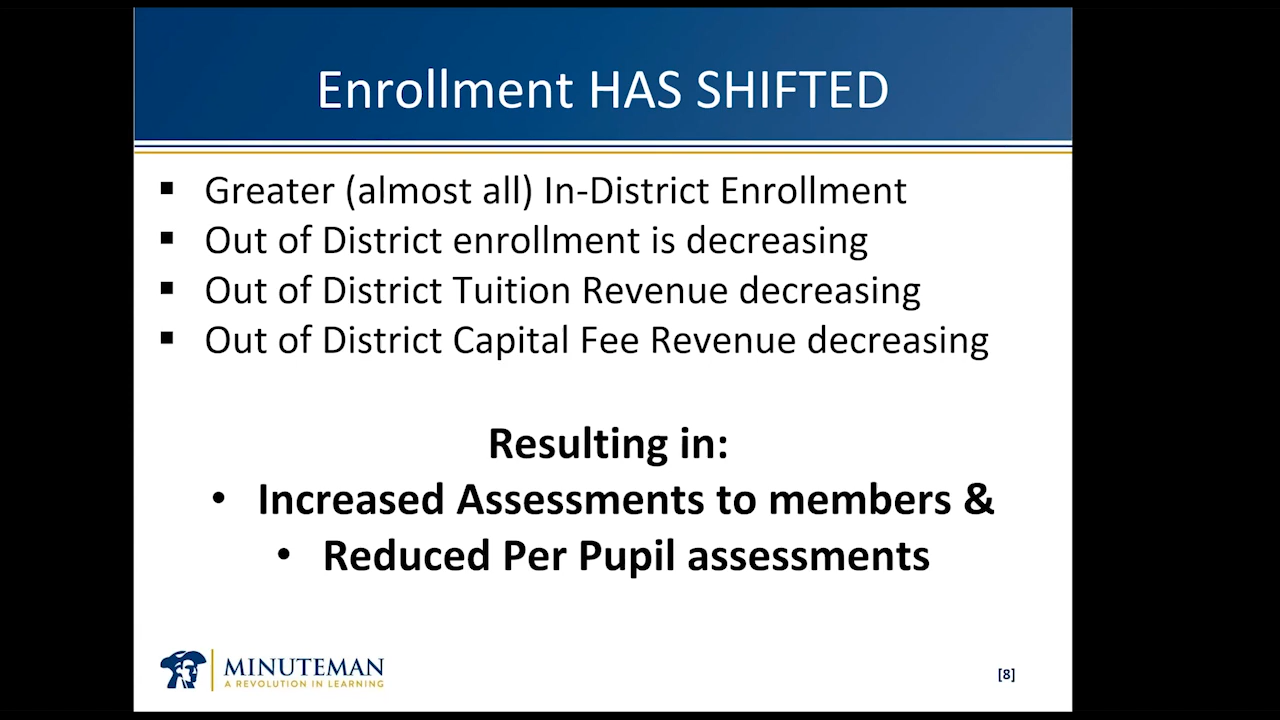 Enrollment HAS SHIFTED
▪ Greater (almost all) In-District Enrollment
▪ Out of District enrollment is decreasing
▪ Out of District Tuition Revenue decreasing
▪ Out of District Capital Fee Revenue decreasing
Resulting in:
• Increased Assessments to members &
• Reduced Per Pupil assessments
MINUTEMAN
A REVOLUTION IN LEARNING
[8]